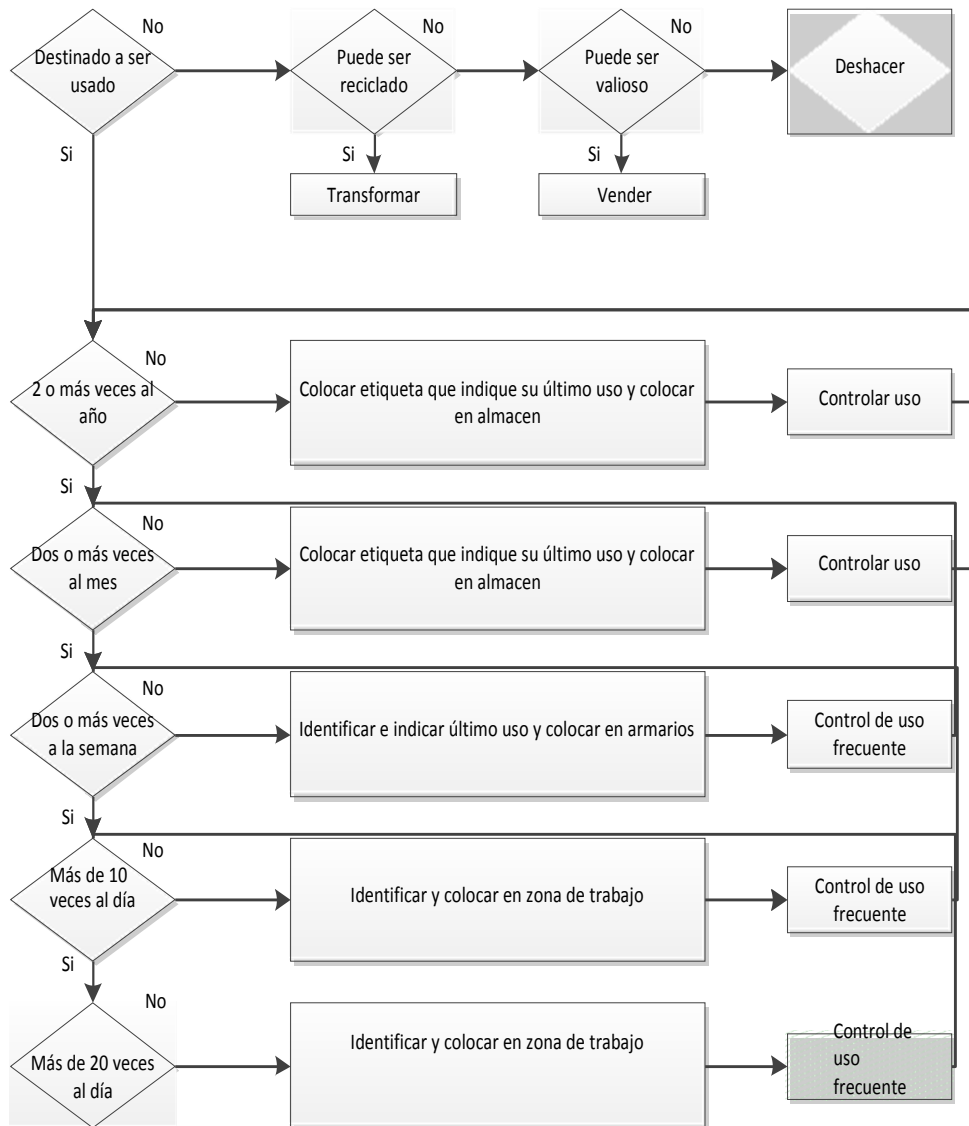 No
No
No
Destinado a ser
usado
Puede ser
reciclado
Puede ser
valioso
Deshacer
Si
Si
Si
Transformar
Vender
No
2 o más veces al
año
Colocar etiqueta que indique su último uso y colocar
en almacen
Controlar uso
Si
No
Dos o más veces
al mes
Colocar etiqueta que indique su último uso y colocar
en almacen
Controlar uso
Si
No
Dos o más veces
a la semana
Identificar e indicar último uso y colocar en armarios
Control de uso
frecuente
Si
No
Más de 10
veces al día
Identificar y colocar en zona de trabajo
Control de uso
frecuente
Si
No
Más de 20 veces
al día
Identificar y colocar en zona de trabajo
Control de
uso
frecuente